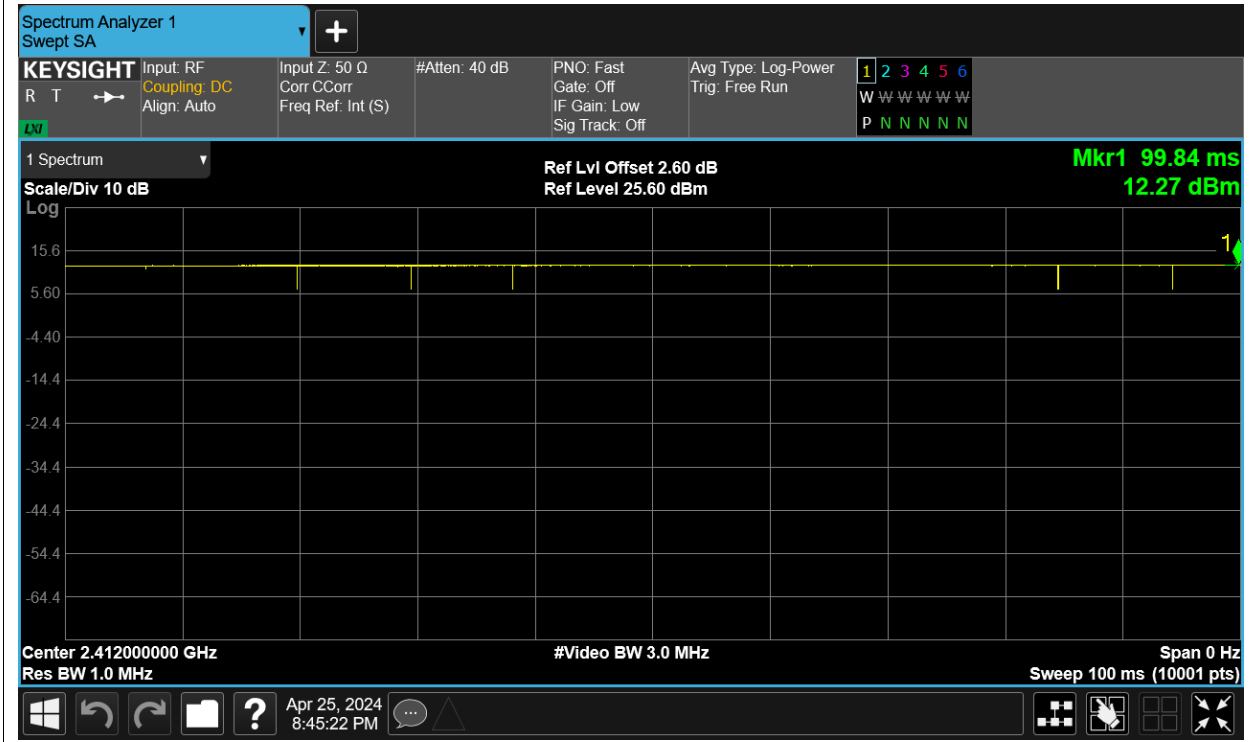 Spectrum Analyzer 1
Swept SA
KEYSIGHT
R T
LXI
Input: RF
Coupling: DC
Align: Auto
Input Z: 50 Ω
Corr CCorr
Freq Ref: Int (S)
#Atten: 40 dB
PNO: Fast
Gate: Off
IF Gain: Low
Sig Track: Off
Avg Type: Log-Power
Trig: Free Run
1 2 3 4 5 6
W W W W W W
P N N N N N
1 Spectrum
Scale/Div 10 dB
Log
Ref Lvl Offset 2.60 dB
Ref Level 25.60 dBm
Mkr1 99.84 ms
12.27 dBm
1
15.6
5.60
-4.40
-14.4
-24.4
-34.4
-44.4
-54.4
-64.4
Center 2.412000000 GHz
#Video BW 3.0 MHz
Span 0 Hz
Res BW 1.0 MHz
Sweep 100 ms (10001 pts)
?
Apr 25, 2024
8:45:22 PM